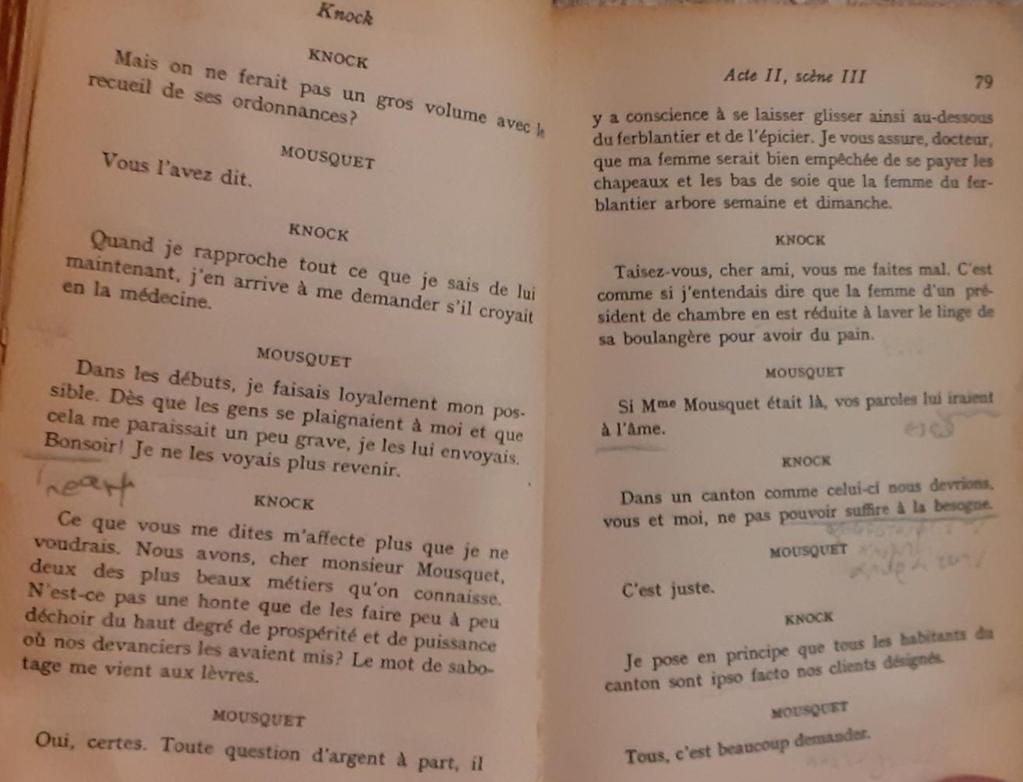 Knock
KNOCK
Mais on ne ferait pas un gros volume avec le
recueil de ses ordonnances?
MOUSQUET
Vous l'avez dit.
KNOCK
Quand je rapproche tout ce que je sais de lui
maintenant, j'en arrive à me demander s'il croyait
en la médecine.
MOUSQUET
Dans les débuts, je faisais loyalement mon pos-
sible. Dès que les gens se plaignaient à moi et que
cela me paraissait un peu grave, je les lui envoyais.
Bonsoir! Je ne les voyais plus revenir.
KNOCK
Ce que vous me dites m'affecte plus que je ne
voudrais. Nous avons, cher monsieur Mousquet,
deux des plus beaux métiers qu'on connaisse.
N'est-ce pas une honte que de les faire peu à peu
déchoir du haut degré de prospérité et de puissance
où nos devanciers les avaient mis? Le mot de sabo-
tage me vient aux lèvres.
MOUSQUET
Oui, certes. Toute question d'argent à part, il
Acte II, scène III 79
y a conscience à se laisser glisser ainsi au-dessous
du ferblantier et de l'épicier. Je vous assure, docteur,
que ma femme serait bien empêchée de se payer les
chapeaux et les bas de soie que la femme du fer-
blantier arbore semaine et dimanche.
KNOCK
Taisez-vous, cher ami, vous me faites mal. C'est
comme si j'entendais dire que la femme d'un pré-
sident de chambre en est réduite à laver le linge de
sa boulangère pour avoir du pain.
MOUSQUET
Si Mme Mousquet était là, vos paroles lui iraient
à l'âme.
KNOCK
Dans un canton comme celui-ci nous devrions,
vous et moi, ne pas pouvoir suffire à la besogne.
MOUSQUET
C'est juste.
KNOCK
Je pose en principe que tous les habitants du
canton sont ipso facto nos clients désignés.
MOUSQUET
Tous, c'est beaucoup demander.